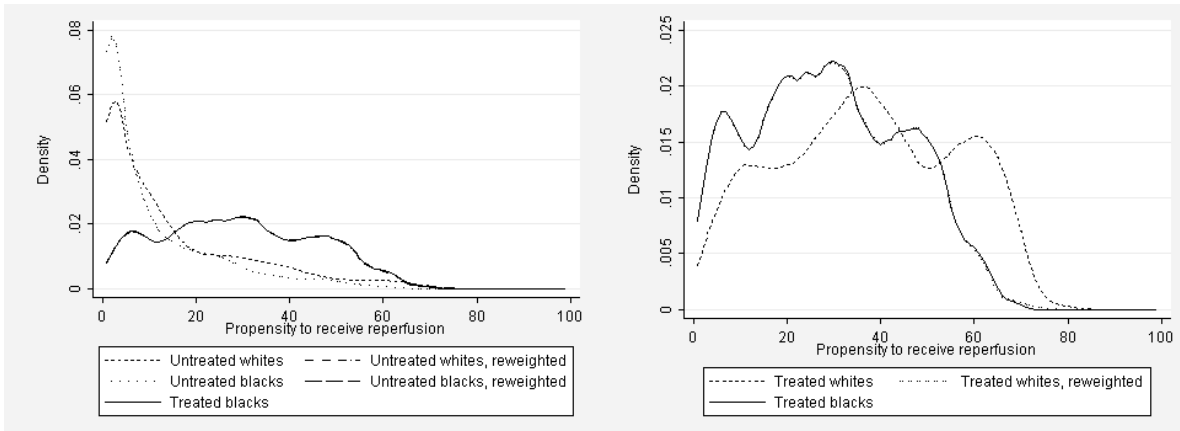 .08
.06
.04
.02
0
Density
0 20 40 60 80 100
Propensity to receive reperfusion
Untreated whites Untreated whites, reweighted
Untreated blacks Untreated blacks, reweighted
Treated blacks
.025
.02
.015
.01
.005
0
Density
0 20 40 60 80 100
Propensity to receive reperfusion
Treated whites Treated whites, reweighted
Treated blacks